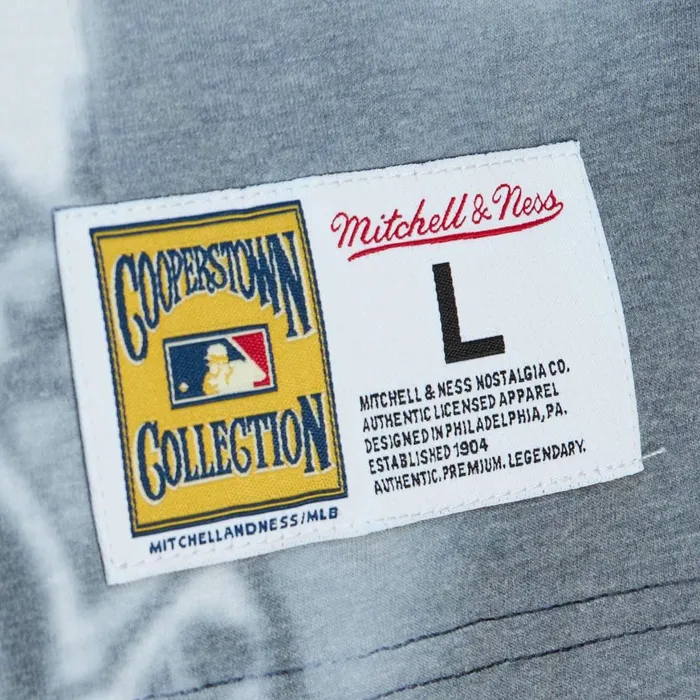 COOPERSTOWN
COLLECTION
MITCHELLANDNESS/MLB
Mitchell & Ness
L
MITCHELL & NESS NOSTALGIA CO.
AUTHENTIC LICENSED APPAREL
DESIGNED IN PHILADELPHIA, PA.
ESTABLISHED 1904
AUTHENTIC. PREMIUM. LEGENDARY.